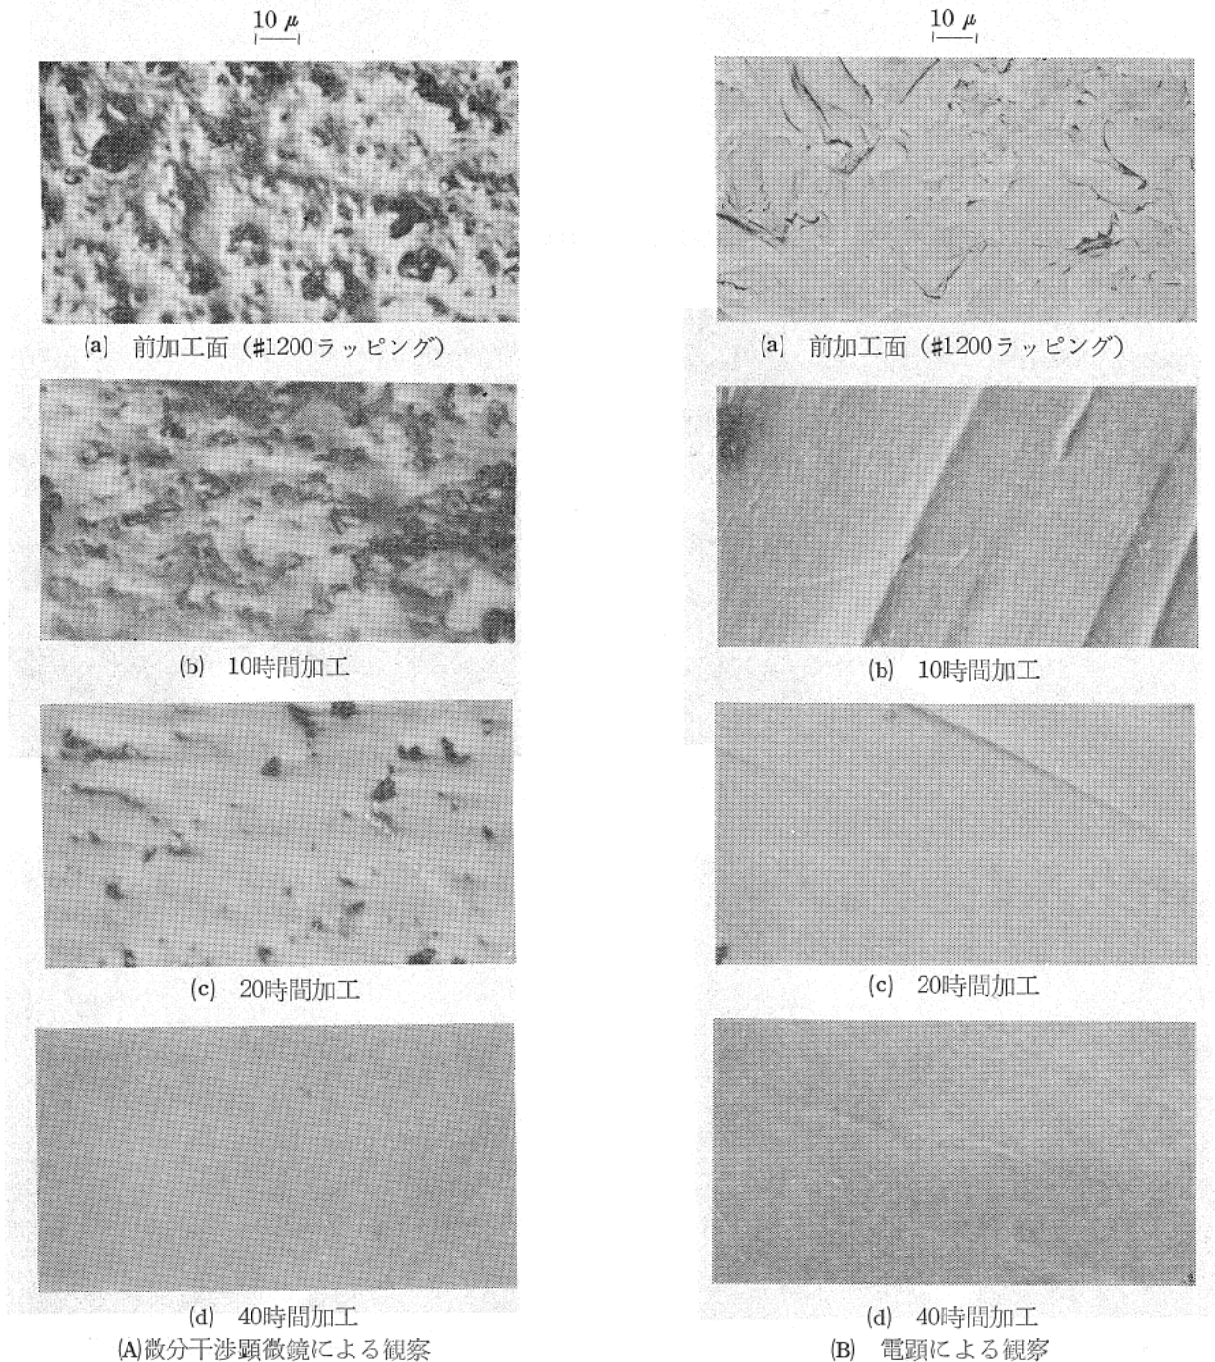 10 μ
(a) 前加工面 (#1200ラッピング)
(b) 10時間加工
(c) 20時間加工
(d) 40時間加工
(A)微分干渉顕微鏡による観察
10 μ
(a) 前加工面 (#1200ラッピング)
(b) 10時間加工
(c) 20時間加工
(d) 40時間加工
(B) 電顕による観察